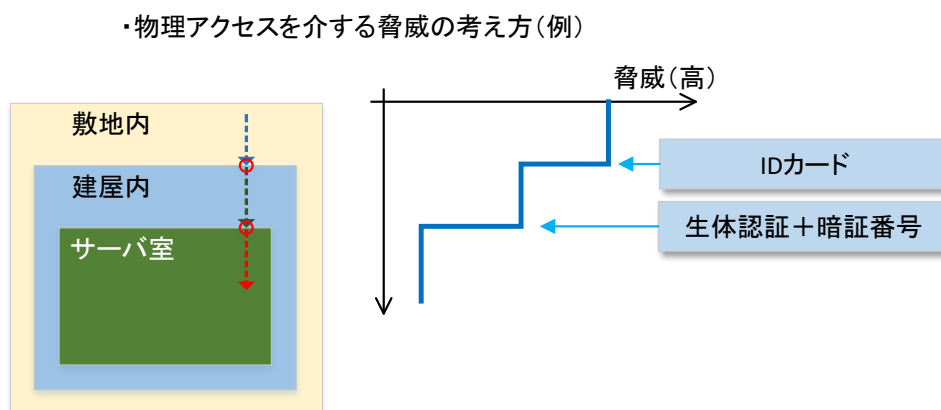 ・物理アクセスを介する脅威の考え方（例）
脅威（高）
敷地内
建屋内
サーバ室
IDカード
生体認証＋暗証番号